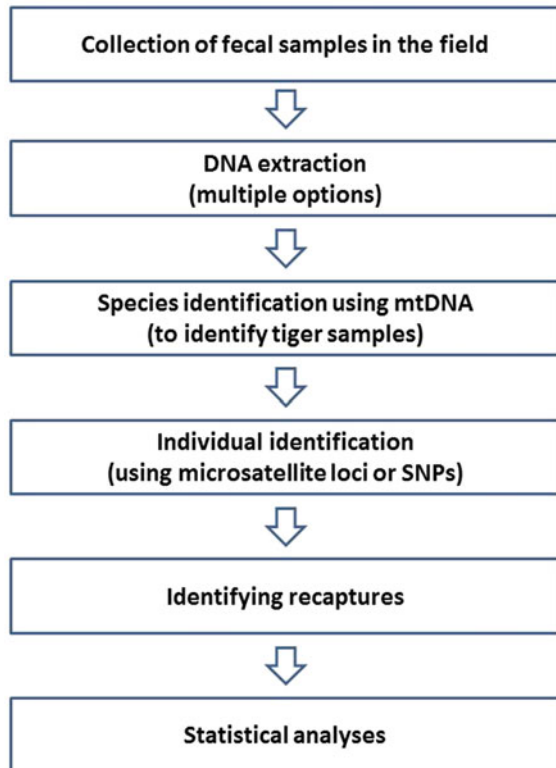 Collection of fecal samples in the field
DNA extraction
(multiple options)
Species identification using mtDNA
(to identify tiger samples)
Individual identification
(using microsatellite loci or SNPs)
Identifying recaptures
Statistical analyses